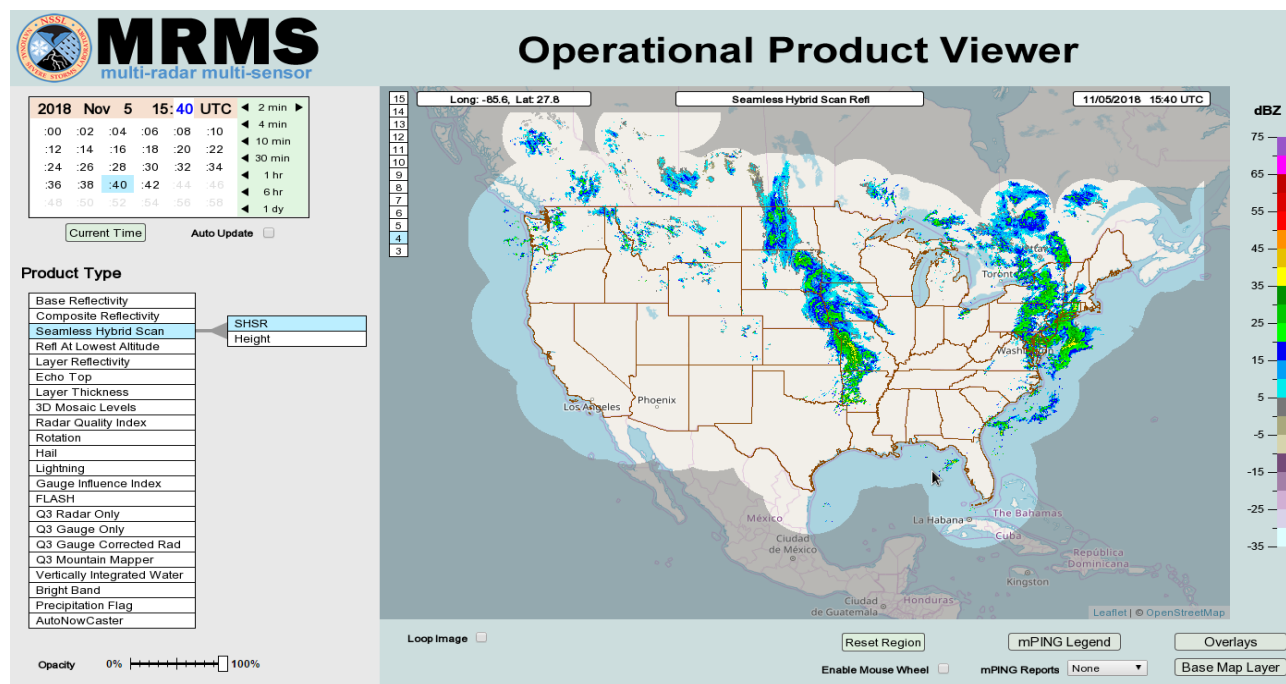 NSSL
NATIONAL SEVERE STORMS LABORATORY
MRMS
multi-radar multi-sensor
Operational Product Viewer
2018 Nov 5 15:40 UTC
:00 :02 :04 :06 :08 :10
:12 :14 :16 :18 :20 :22
:24 :26 :28 :30 :32 :34
:36 :38 :40 :42 :44 :46
:48 :50 :52 :54 :56 :58
◀ 2 min ▶
◀ 4 min
◀ 10 min
◀ 30 min
◀ 1 hr
◀ 6 hr
◀ 1 dy
Current Time
Auto Update
Product Type
Base Reflectivity
Composite Reflectivity
Seamless Hybrid Scan
Refl At Lowest Altitude
Layer Reflectivity
Echo Top
Layer Thickness
3D Mosaic Levels
Radar Quality Index
Rotation
Hail
Lightning
Gauge Influence Index
FLASH
Q3 Radar Only
Q3 Gauge Only
Q3 Gauge Corrected Rad
Q3 Mountain Mapper
Vertically Integrated Water
Bright Band
Precipitation Flag
AutoNowCaster
SHSR
Height
Opacity 0% 100%
15
14
13
12
11
10
9
8
7
6
5
4
3
Long: -85.6, Lat: 27.8
Seamless Hybrid Scan Refl
11/05/2018 15:40 UTC
Los Angeles
Phoenix
México
Ciudad
de México
La Habana
The Bahamas
Cuba
República
Dominicana
Kingston
Ciudad
de Guatemala
Honduras
Leaflet | © OpenStreetMap
dBZ
75
65
55
45
35
25
15
5
-5
-15
-25
-35
Loop Image
Reset Region
mPING Legend
Overlays
Enable Mouse Wheel
mPING Reports None
Base Map Layer